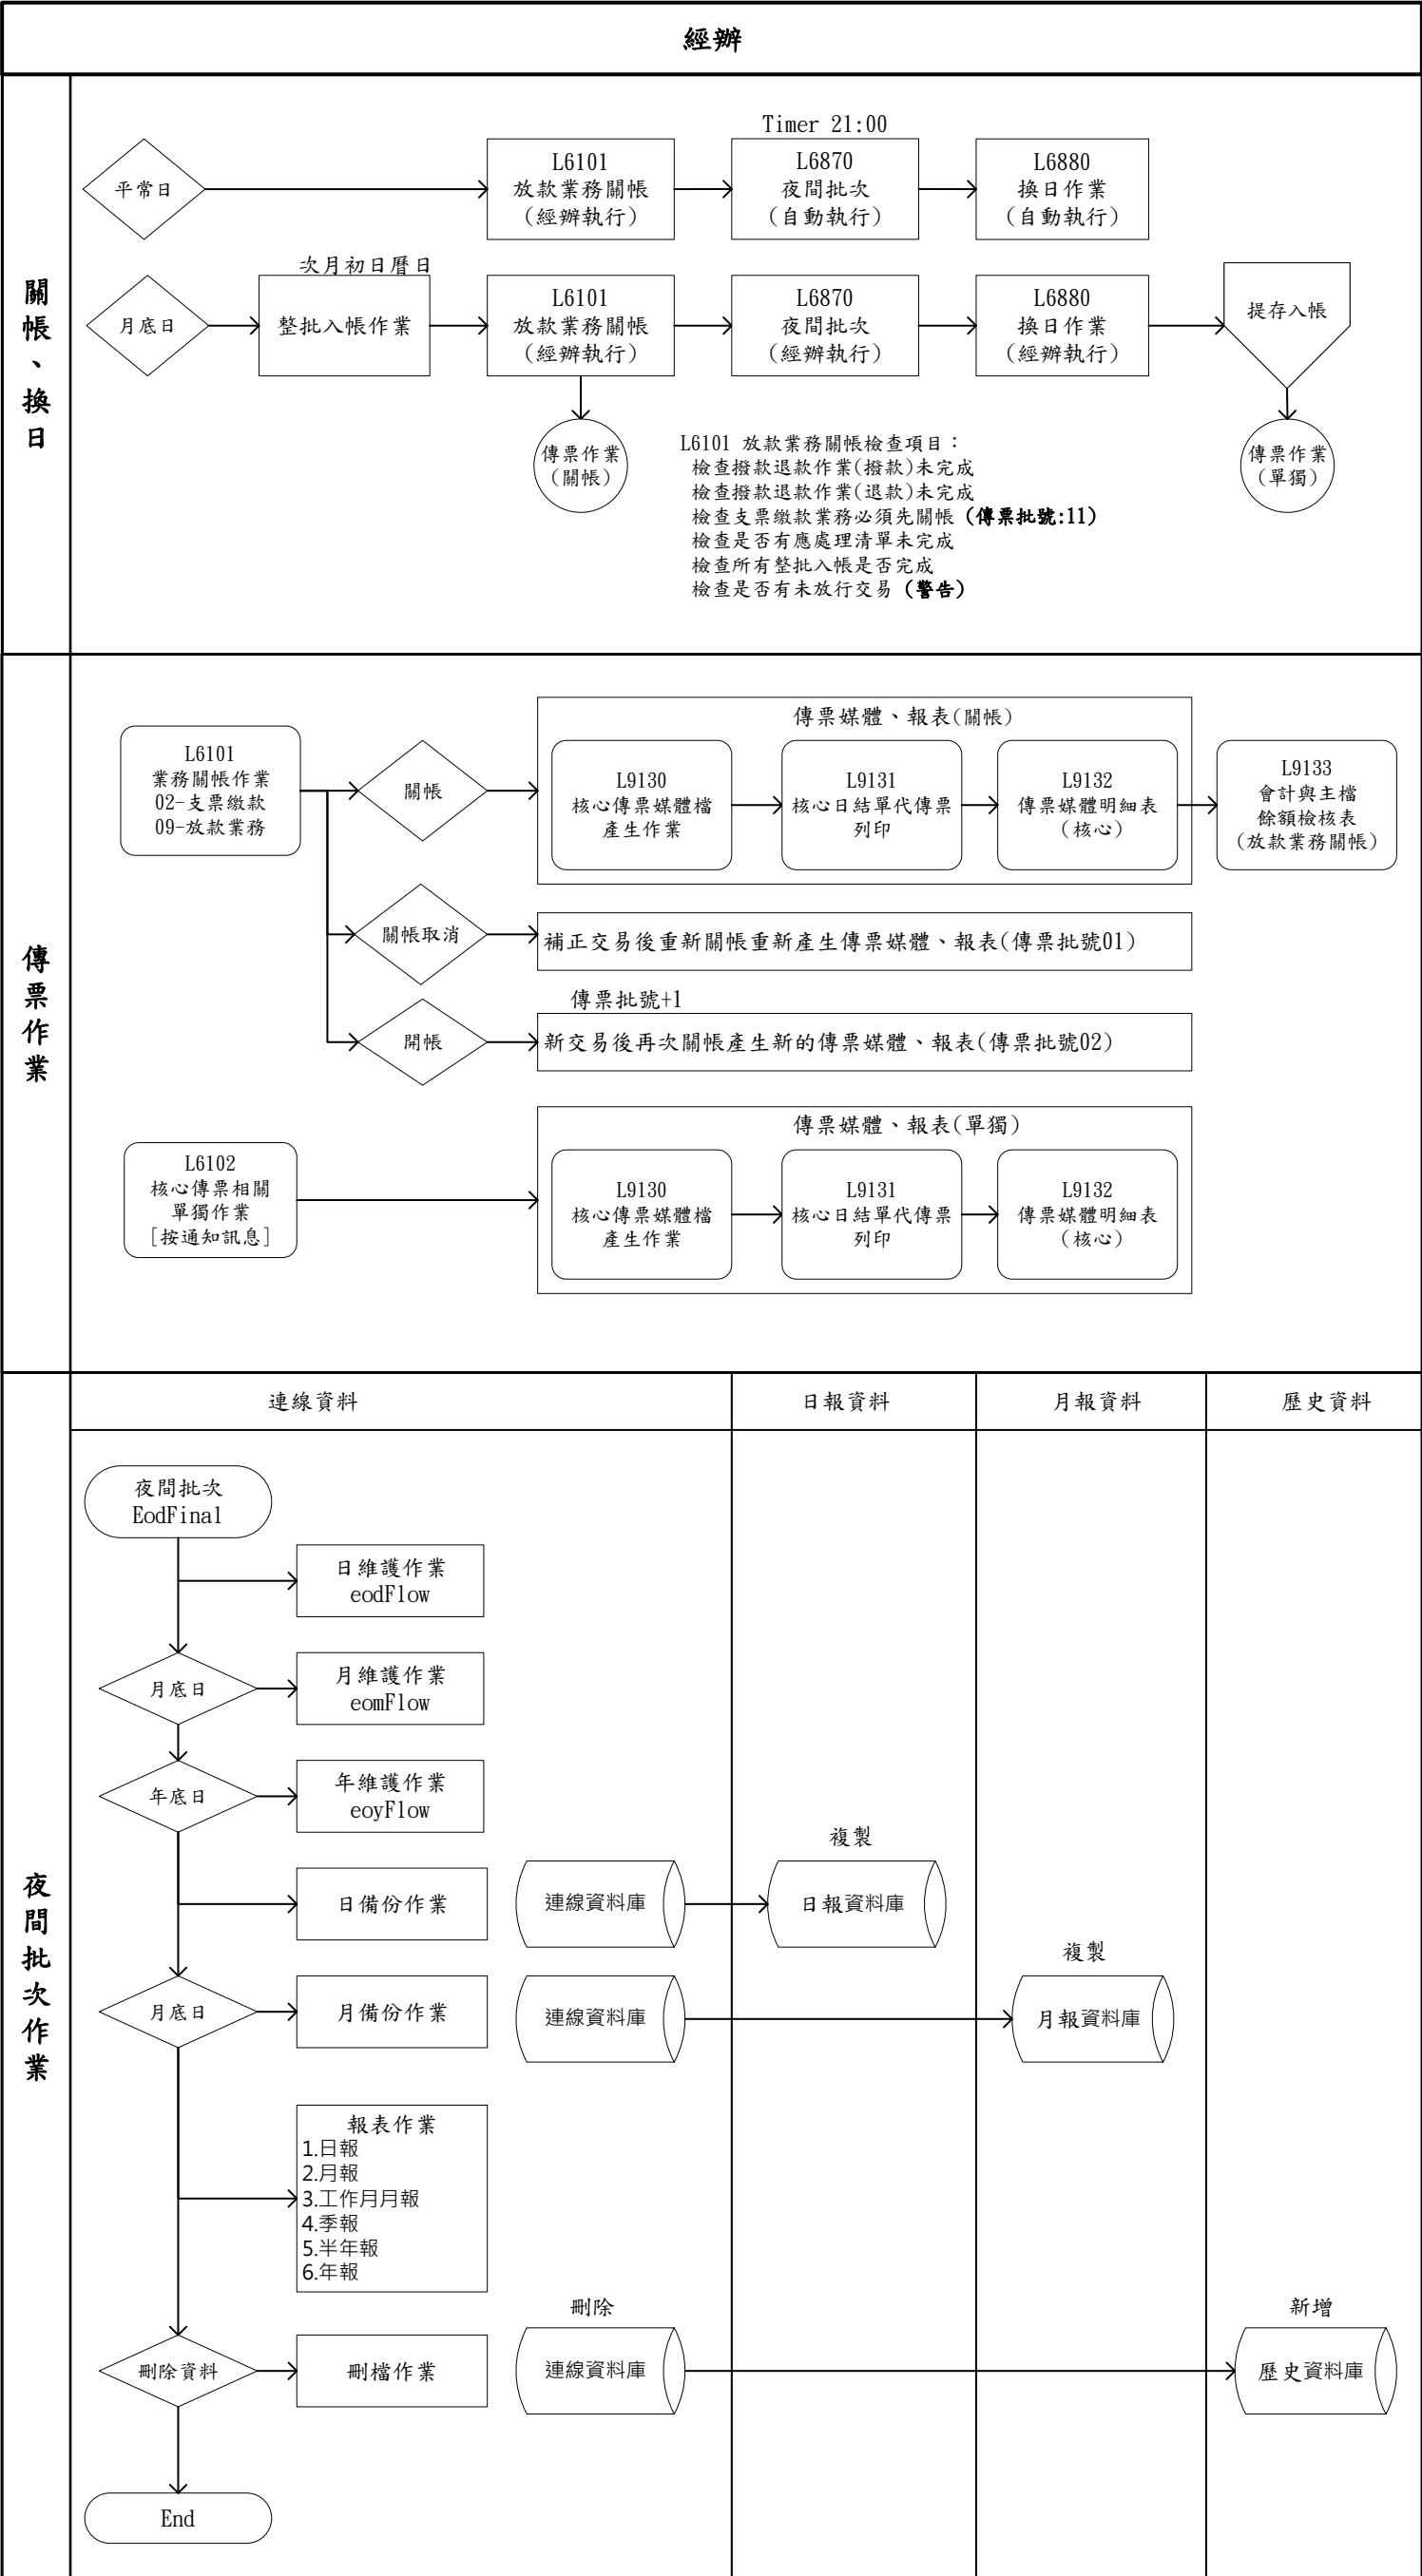 經辦
關帳、換日
平常日
L6101
放款業務關帳
(經辦執行)
Timer 21:00
L6870
夜間批次
(自動執行)
L6880
換日作業
(自動執行)
月底日
次月初日曆日
整批入帳作業
L6101
放款業務關帳
(經辦執行)
L6870
夜間批次
(經辦執行)
L6880
換日作業
(經辦執行)
提存入帳
傳票作業
(關帳)
傳票作業
(單獨)
L6101 放款業務關帳檢查項目：
檢查撥款退款作業(撥款)未完成
檢查撥款退款作業(退款)未完成
檢查支票繳款業務必須先關帳 (傳票批號:11)
檢查是否有應處理清單未完成
檢查所有整批入帳是否完成
檢查是否有未放行交易 (警告)
傳票作業
L6101
業務關帳作業
02-支票繳款
09-放款業務
關帳
傳票媒體、報表(關帳)
L9130
核心傳票媒體檔
產生作業
L9131
核心日結單代傳票
列印
L9132
傳票媒體明細表
(核心)
L9133
會計與主檔
餘額檢核表
(放款業務關帳)
關帳取消
補正交易後重新關帳重新產生傳票媒體、報表(傳票批號01)
傳票批號+1
開帳
新交易後再次關帳產生新的傳票媒體、報表(傳票批號02)
L6102
核心傳票相關
單獨作業
[按通知訊息]
傳票媒體、報表(單獨)
L9130
核心傳票媒體檔
產生作業
L9131
核心日結單代傳票
列印
L9132
傳票媒體明細表
(核心)
夜間批次作業
連線資料
日報資料
月報資料
歷史資料
夜間批次
EodFinal
日維護作業
eodFlow
月底日
月維護作業
eomFlow
年底日
年維護作業
eoyFlow
日備份作業
連線資料庫
複製
日報資料庫
月底日
月備份作業
連線資料庫
複製
月報資料庫
報表作業
1.日報
2.月報
3.工作月月報
4.季報
5.半年報
6.年報
刪除資料
刪檔作業
刪除
連線資料庫
新增
歷史資料庫
End